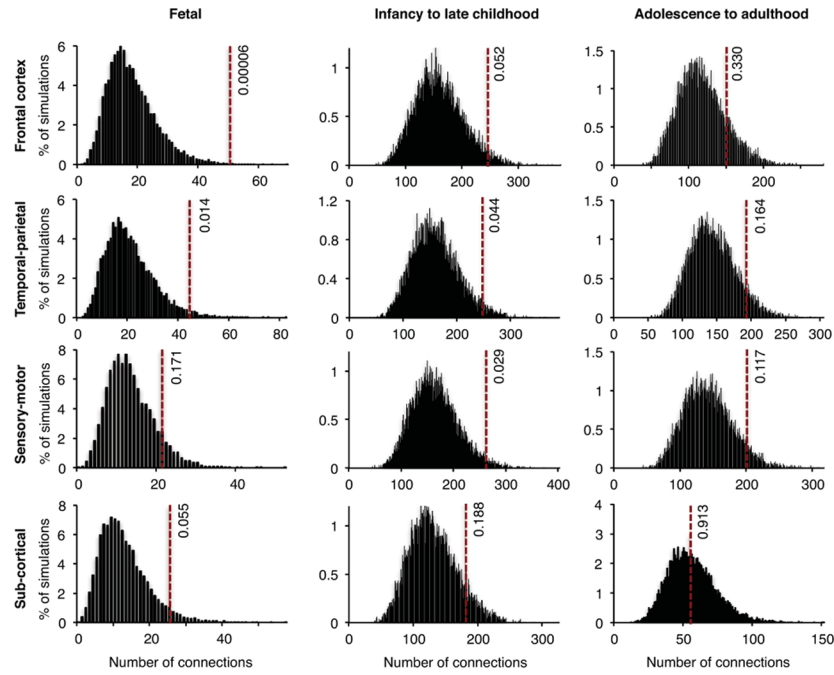 Fetal
Infancy to late childhood
Adolescence to adulthood
Frontal cortex
% of simulations
6
4
2
0
0 20 40 60
0.00006
1
0.5
0
0 100 200 300
0.052
1.5
1
0.5
0
0 100 200
0.330
Temporal-parietal
% of simulations
6
4
2
0
0 20 40 60 80
0.014
1.2
0.8
0.4
0
0 100 200 300
0.044
1.5
1
0.5
0
0 50 100 150 200 250 300
0.164
Sensory-motor
% of simulations
8
6
4
2
0
0 20 40
0.171
1
0.5
0
0 100 200 300 400
0.029
1.5
1
0.5
0
0 100 200 300
0.117
Sub-cortical
% of simulations
8
6
4
2
0
0 20 40
0.055
1
0.5
0
0 100 200 300
0.188
4
3
2
1
0
0 50 100 150
0.913
Number of connections
Number of connections
Number of connections